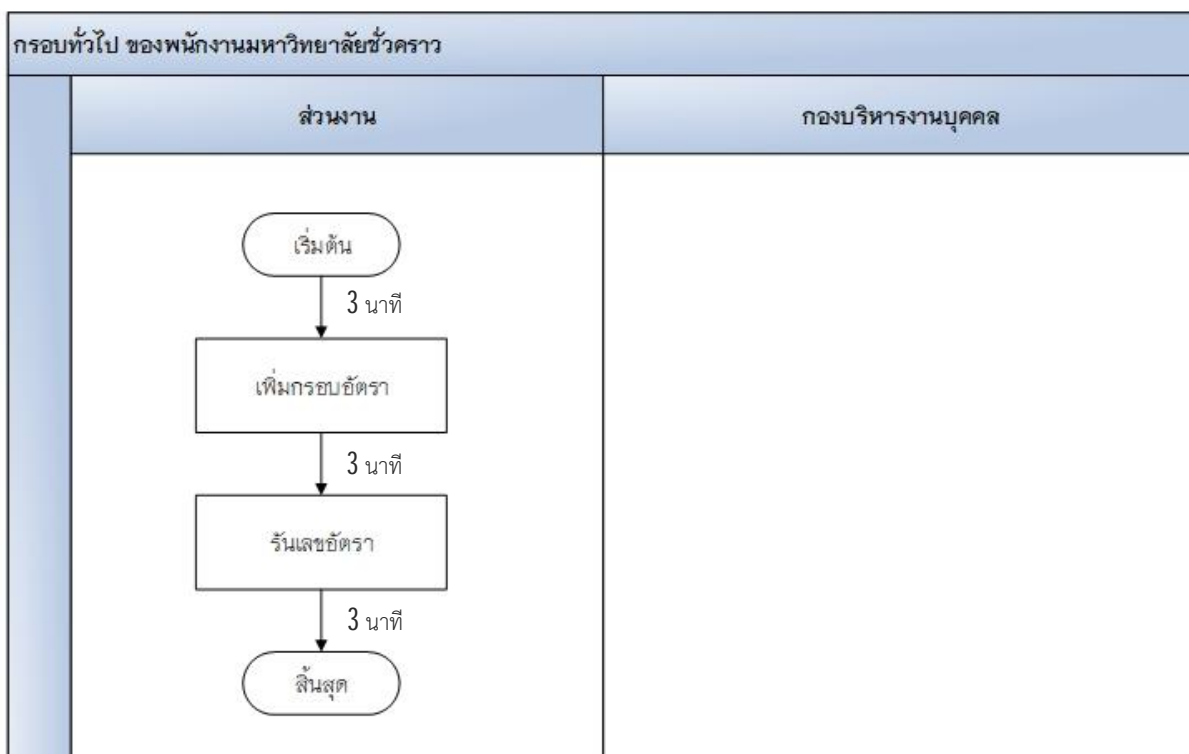 กรอบทั่วไป ของพนักงานมหาวิทยาลัยชั่วคราว
ส่วนงาน
กองบริหารงานบุคคล
เริ่มต้น
3 นาที
เพิ่มกรอบอัตรา
3 นาที
รันเลขอัตรา
3 นาที
สิ้นสุด